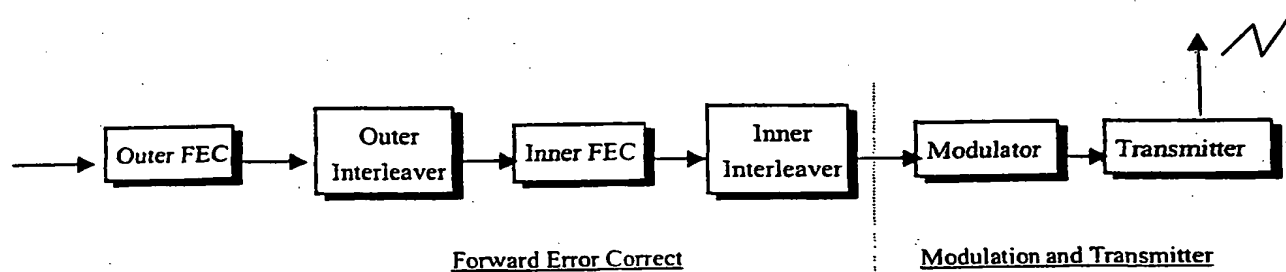 Outer FEC
Outer
Interleaver
Inner FEC
Inner
Interleaver
Modulator
Transmitter
Forward Error Correct
Modulation and Transmitter